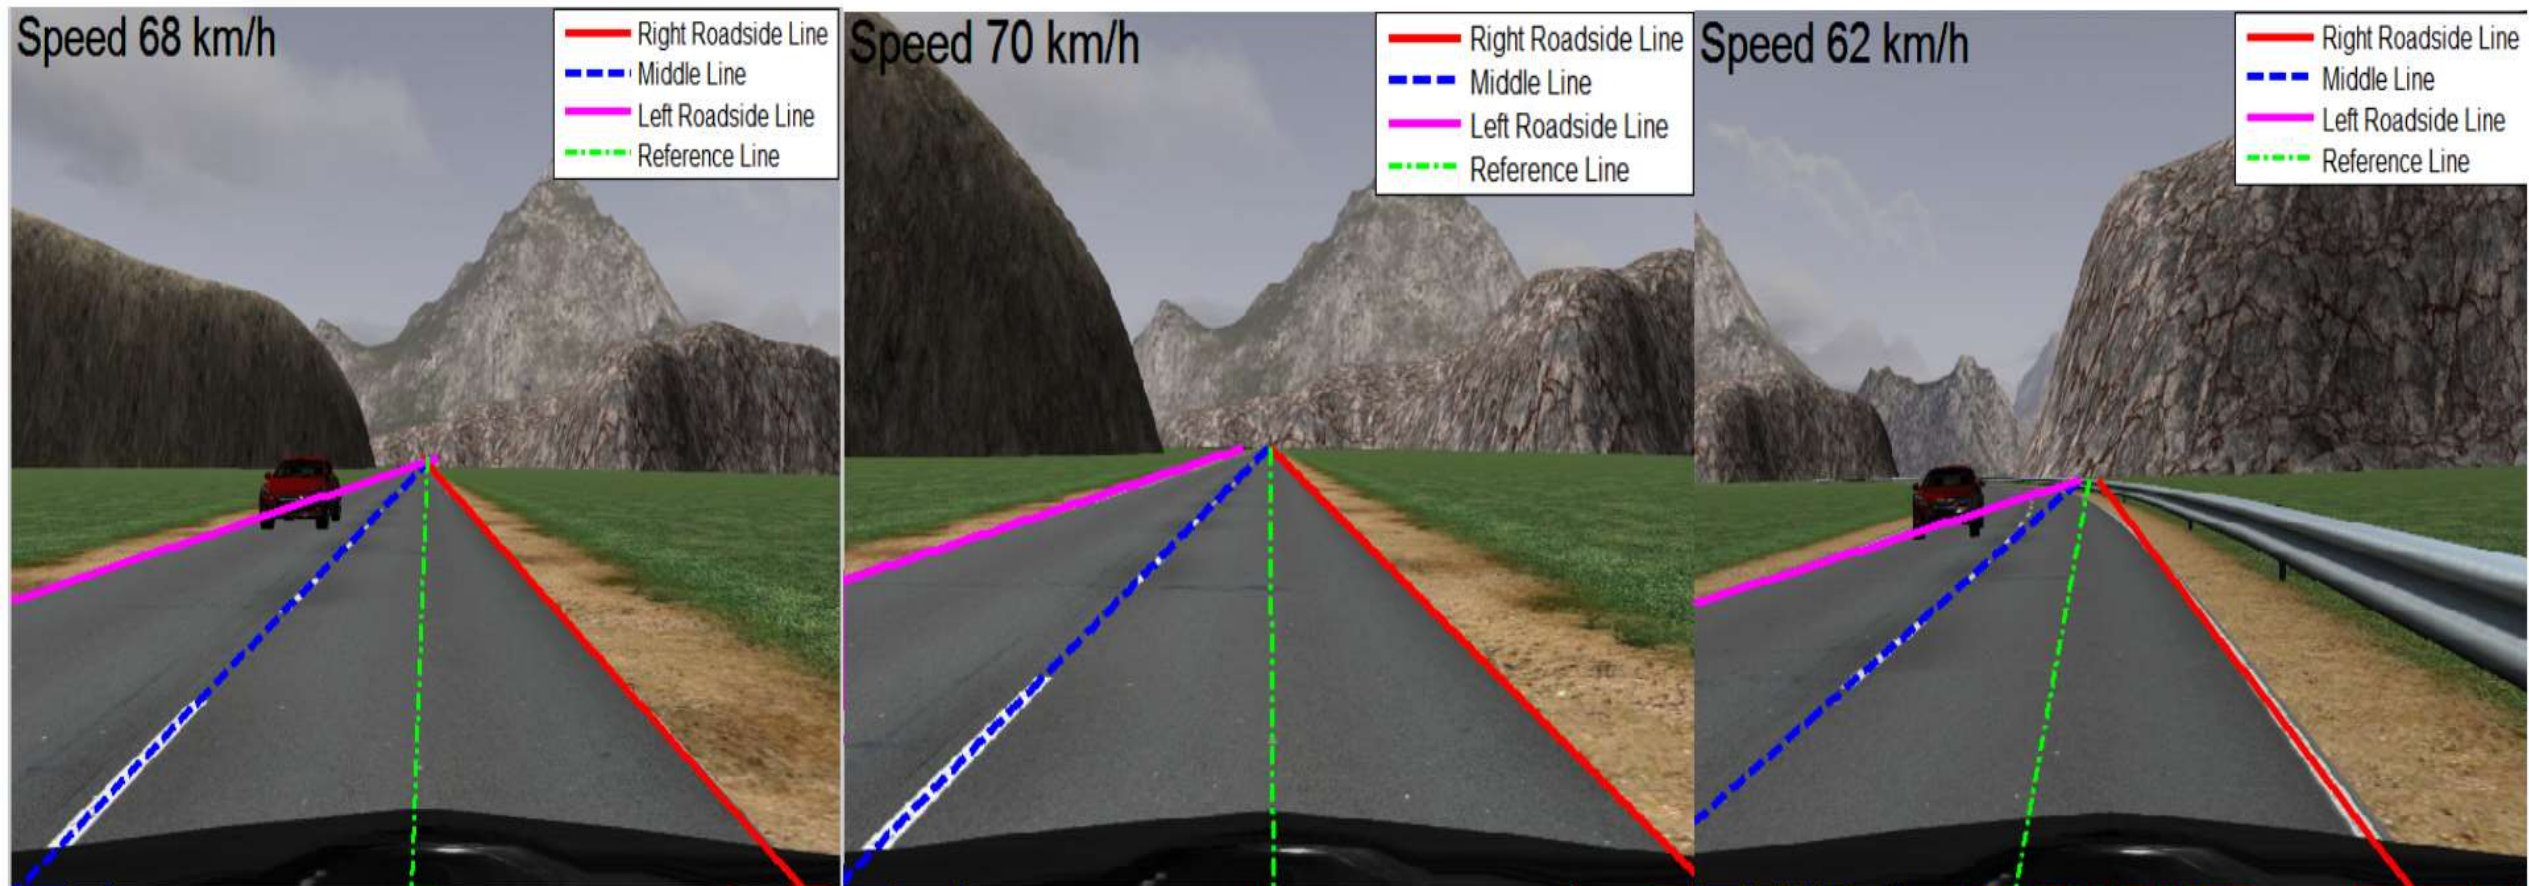 Speed 68 km/h
Right Roadside Line
Middle Line
Left Roadside Line
Reference Line
Speed 70 km/h
Right Roadside Line
Middle Line
Left Roadside Line
Reference Line
Speed 62 km/h
Right Roadside Line
Middle Line
Left Roadside Line
Reference Line